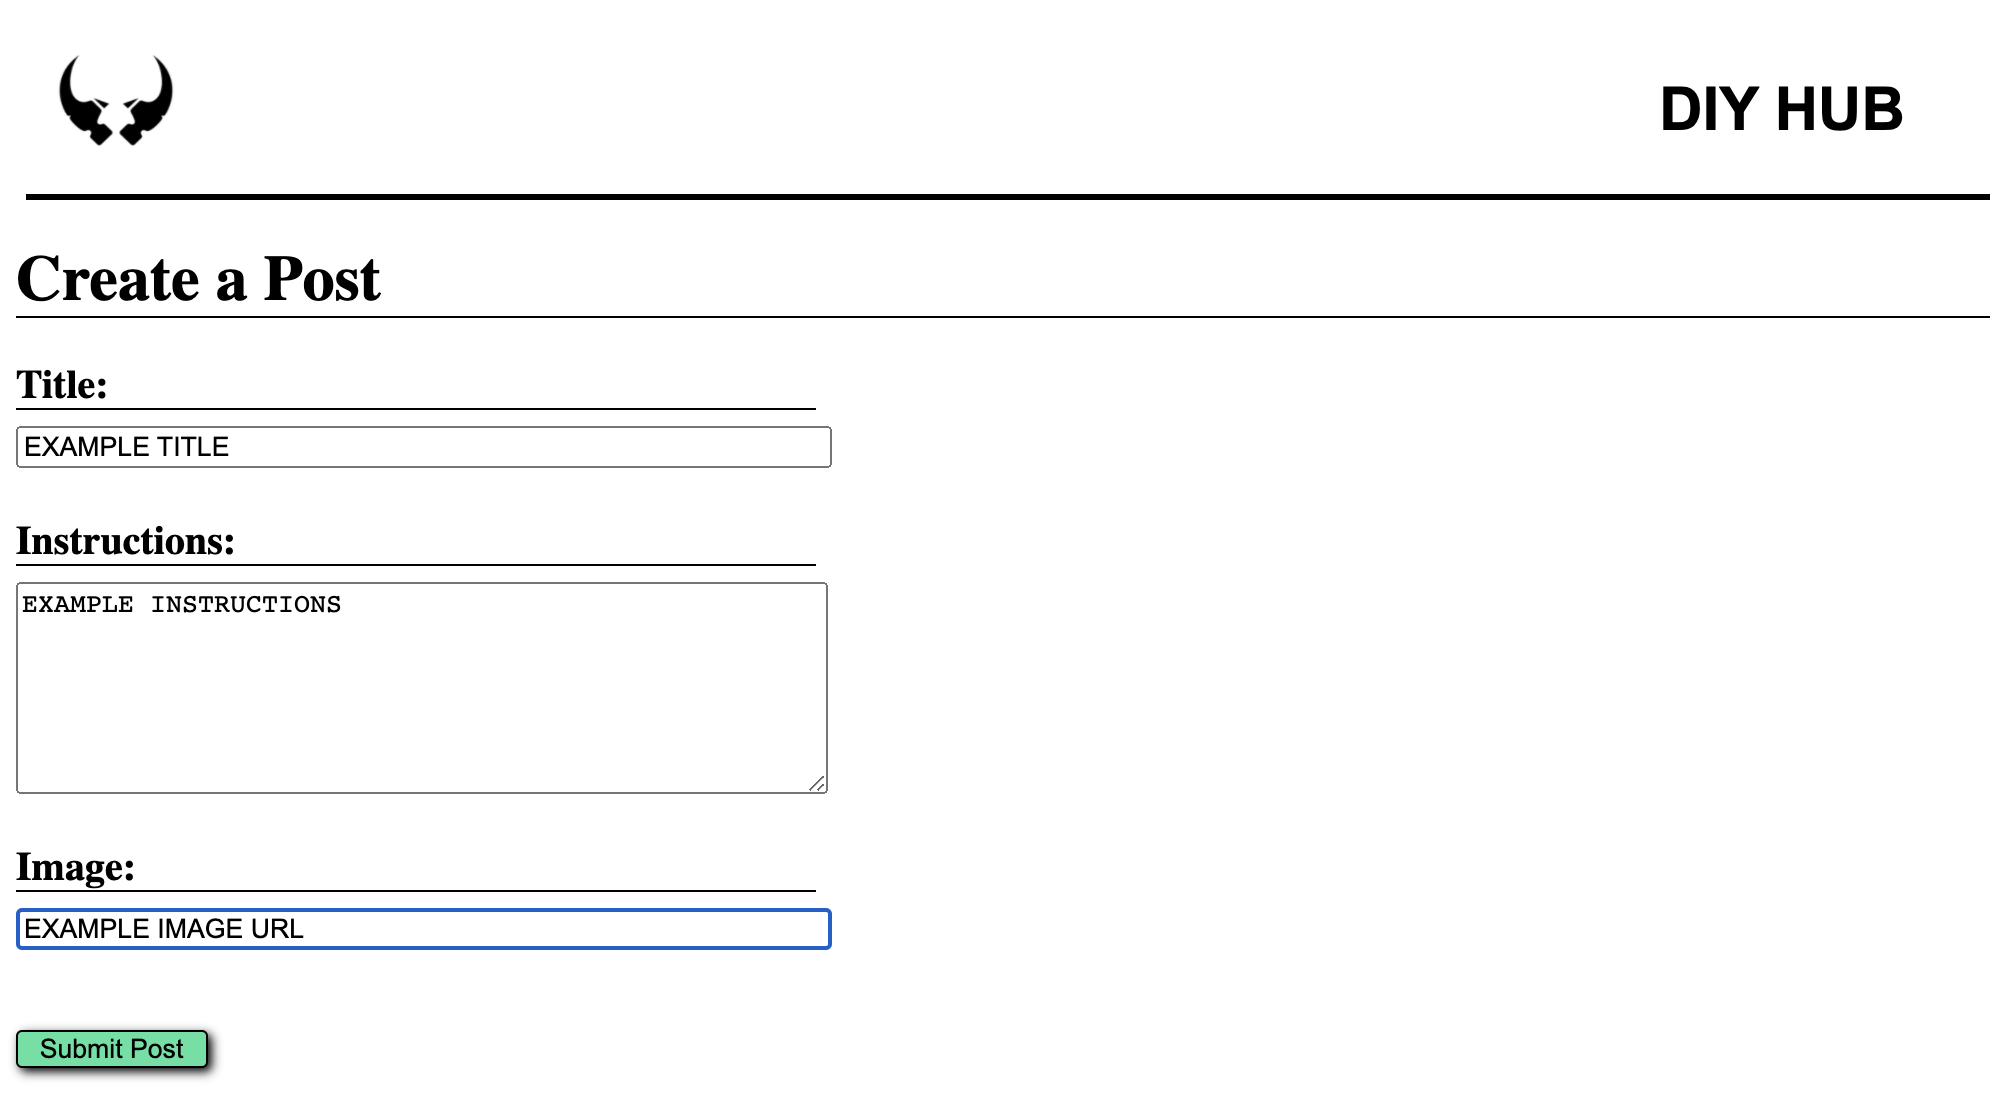 DIY HUB
Create a Post
Title:
EXAMPLE TITLE
Instructions:
EXAMPLE INSTRUCTIONS
Image:
EXAMPLE IMAGE URL
Submit Post